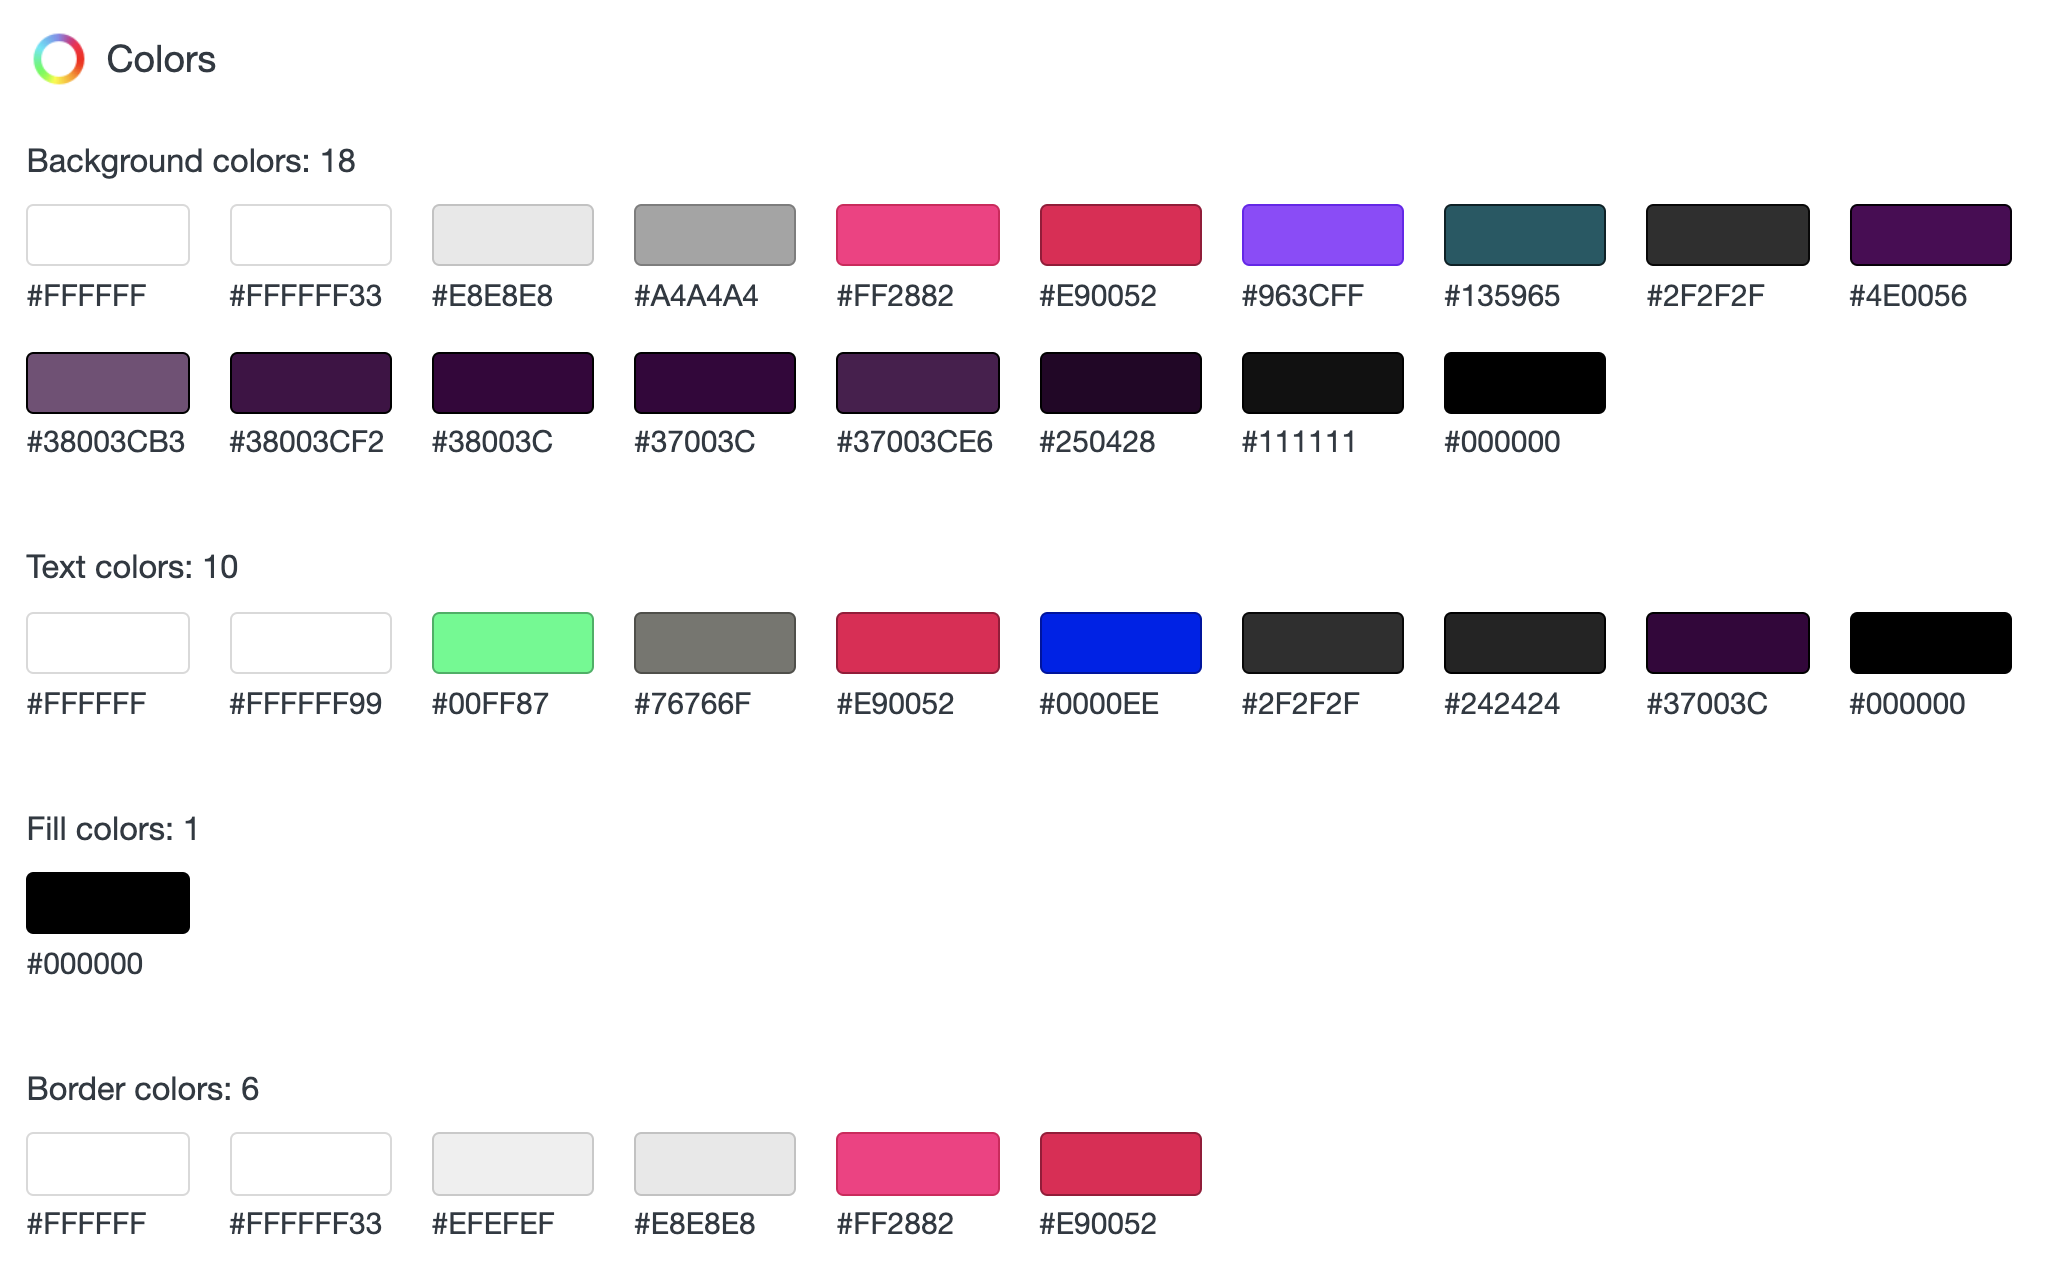 Colors
Background colors: 18
#FFFFFF #FFFFFF33 #E8E8E8 #A4A4A4 #FF2882 #E90052 #963CFF #135965 #2F2F2F #4E0056
#38003CB3 #38003CF2 #38003C #37003C #37003CE6 #250428 #111111 #000000
Text colors: 10
#FFFFFF #FFFFFF99 #00FF87 #76766F #E90052 #0000EE #2F2F2F #242424 #37003C #000000
Fill colors: 1
#000000
Border colors: 6
#FFFFFF #FFFFFF33 #EFEFEF #E8E8E8 #FF2882 #E90052